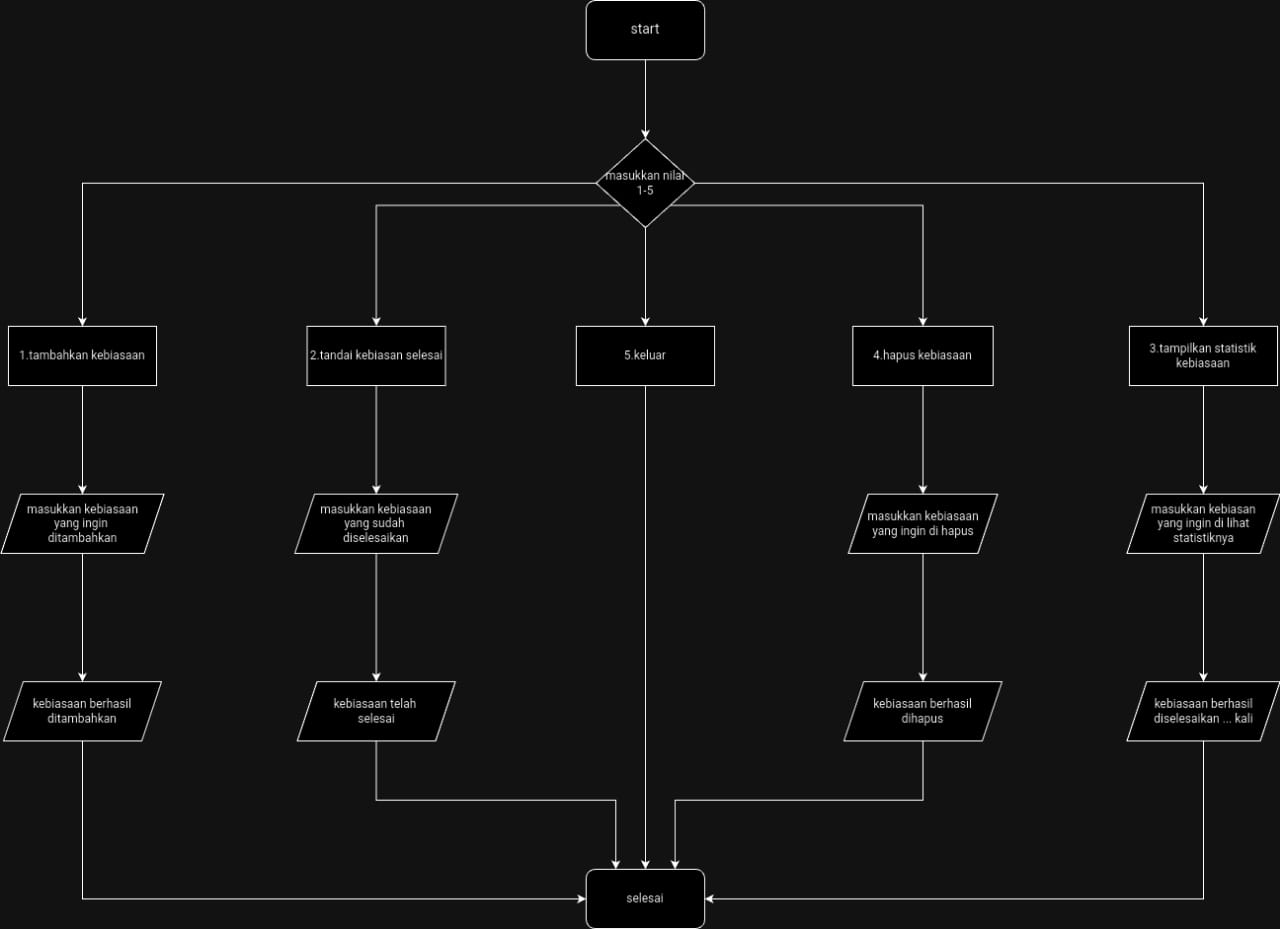 start
masukkan nilai
1-5
1.tambahkan kebiasaan
2.tandai kebiasan selesai
5.keluar
4.hapus kebiasaan
3.tampilkan statistik
kebiasaan
masukkan kebiasaan
yang ingin
ditambahkan
masukkan kebiasaan
yang sudah
diselesaikan
masukkan kebiasaan
yang ingin di hapus
masukkan kebiasan
yang ingin di lihat
statistiknya
kebiasaan berhasil
ditambahkan
kebiasaan telah
selesai
kebiasaan berhasil
dihapus
kebiasaan berhasil
diselesaikan ... kali
selesai